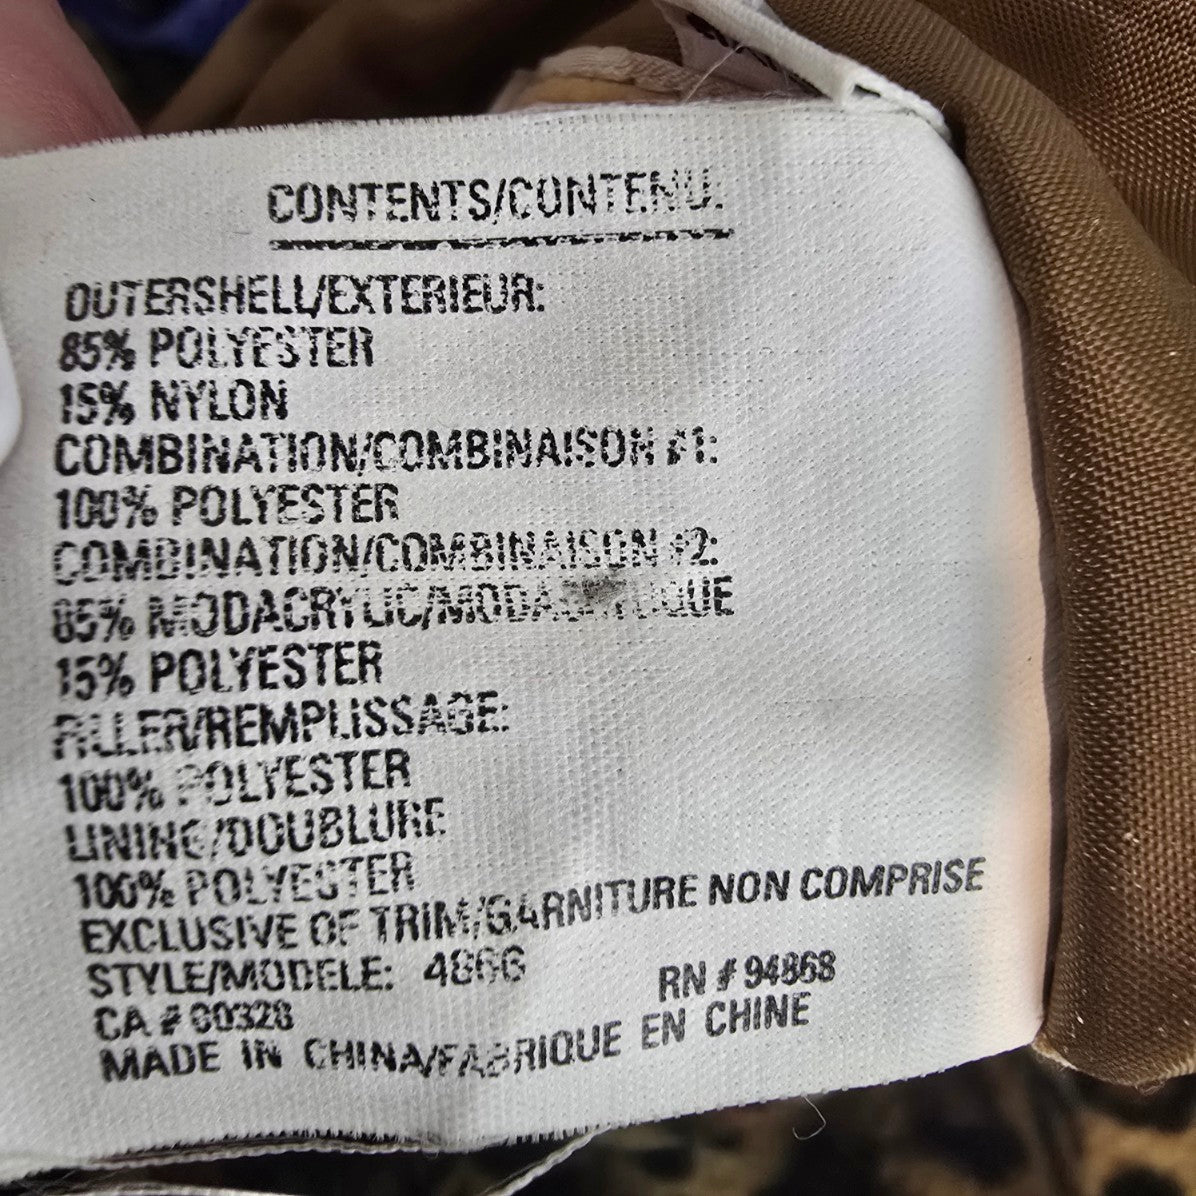 CONTENTS/CONTENU:
OUTERSHELL/EXTERIEUR:
85% POLYESTER
15% NYLON
COMBINATION/COMBINAISON #1:
100% POLYESTER
COMBINATION/COMBINAISON #2:
85% MODACRYLIC/MODACRYLIQUE
15% POLYESTER
FILLER/REMPLISSAGE:
100% POLYESTER
LINING/DOUBLURE
100% POLYESTER
EXCLUSIVE OF TRIM/GARNITURE NON COMPRISE
STYLE/MODELE: 4866 RN # 94868
CA # 00328
MADE IN CHINA/FABRIQUE EN CHINE